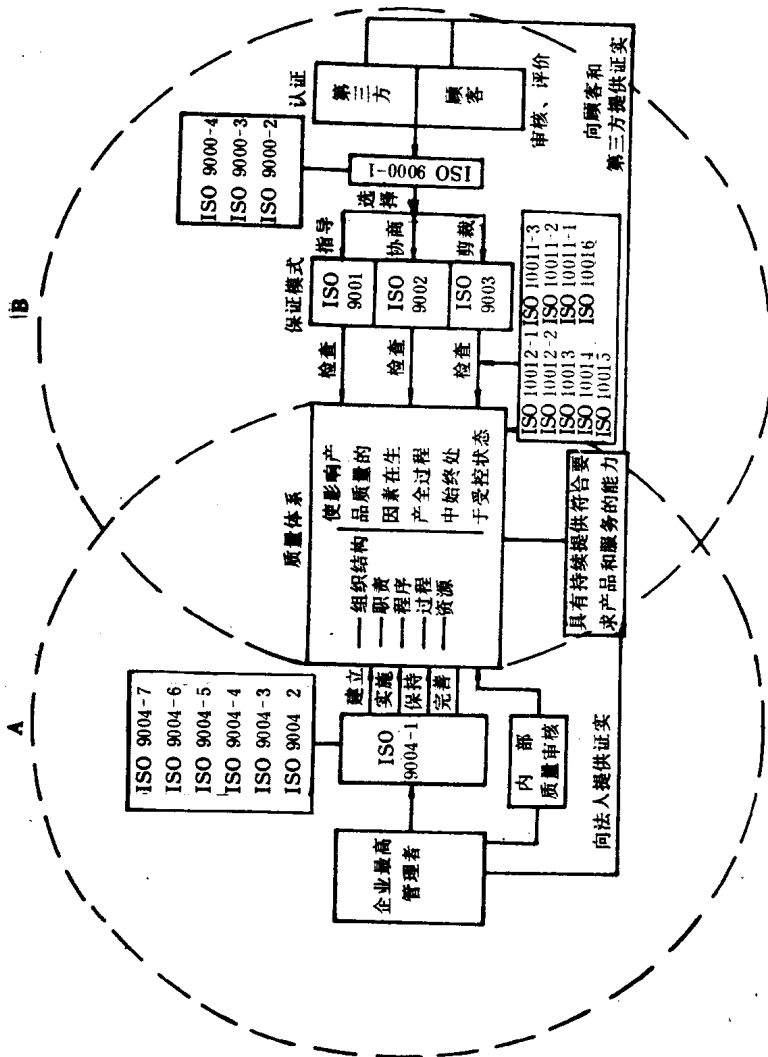 A
ISO 9004-7
ISO 9004-6
ISO 9004-5
ISO 9004-4
ISO 9004-3
ISO 9004 2
企业最高
管理者
ISO
9004-1
建立
实施
保持
完善
内 部
质量审核
向法人提供证实
质量体系
组织结构
职责
程序
过程
资源
使影响产
品质量的
因素在生
产全过程
中始终处
于受控状态
具有持续提供符合要
求产品和服务的能力
B
检查
检查
检查
保证模式
ISO
9001
ISO
9002
ISO
9003
指导
协商
剪裁
选择
ISO 9000-1
ISO 9000-4
ISO 9000-3
ISO 9000-2
认证
第三方
顾客
审核、评价
ISO 10012-1 ISO 10011-3
ISO 10012-2 ISO 10011-2
ISO 10013 ISO 10011-1
ISO 10014 ISO 10016
ISO 10015
向顾客和
第三方提供证实